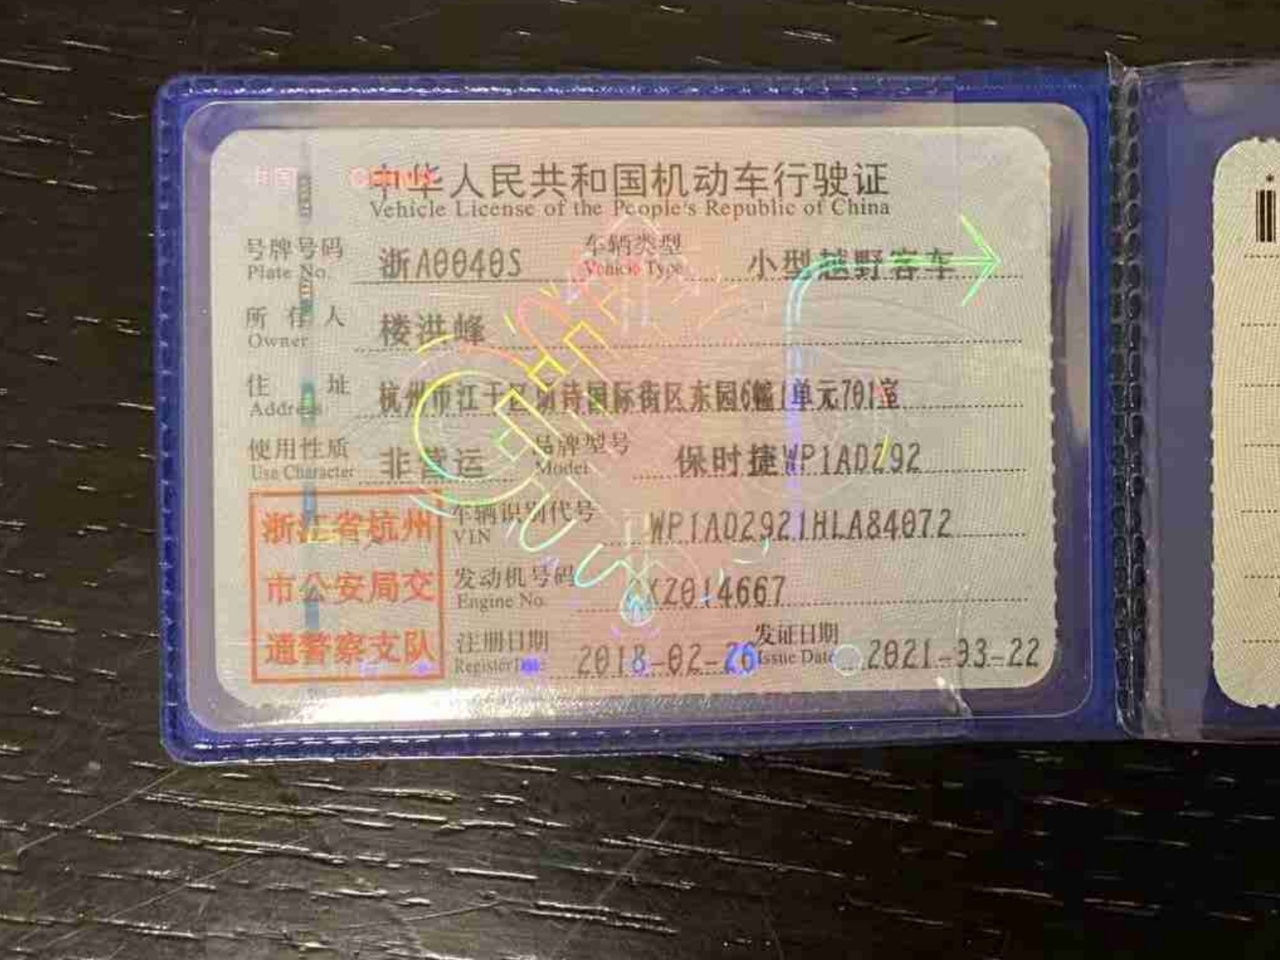 中华人民共和国机动车行驶证
Vehicle License of the People's Republic of China
号牌号码 浙A0040S 车辆类型 小型越野客车
Plate No. Vehicle Type
所有人 楼洪峰
Owner
住址 杭州市江干区 诗国际街区东园6幢1单元701室
Address
使用性质 非营运 品牌型号 保时捷WP1AD292
Use Character Model
车辆识别代号 WP1AD2921HLA84072
VIN
发动机号码 XZ014667
Engine No.
注册日期 2018-02-26 发证日期 2021-03-22
Register Date Issue Date
浙江省杭州
市公安局交
通警察支队